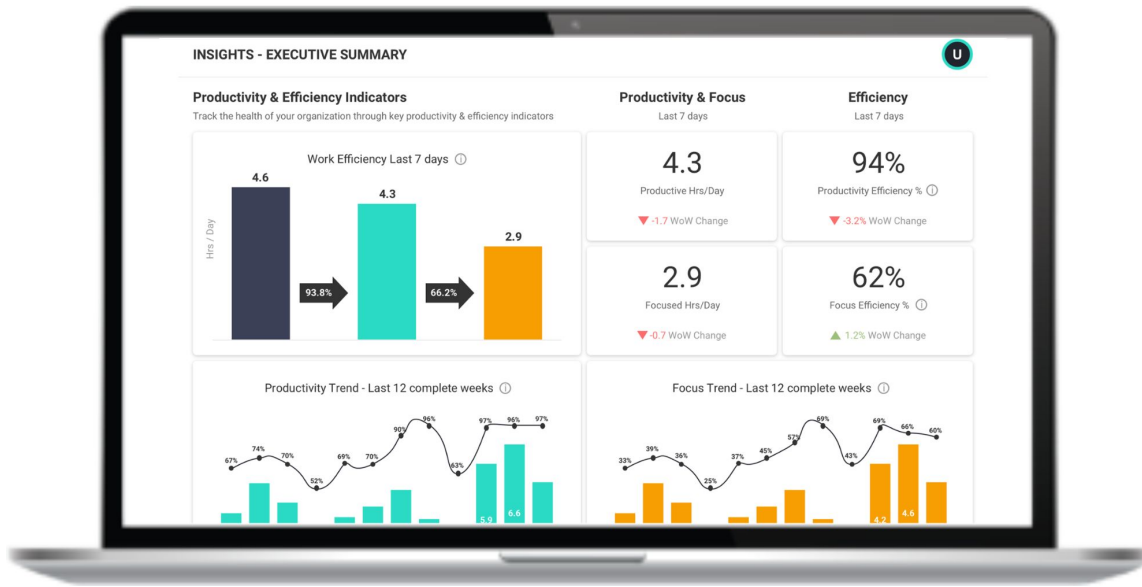 INSIGHTS - EXECUTIVE SUMMARY
U
Productivity & Efficiency Indicators
Track the health of your organization through key productivity & efficiency indicators
Productivity & Focus
Last 7 days
Efficiency
Last 7 days
Work Efficiency Last 7 days
Hrs / Day
4.6
4.3
2.9
93.8%
66.2%
4.3
Productive Hrs/Day
-1.7 WoW Change
94%
Productivity Efficiency %
-3.2% WoW Change
2.9
Focused Hrs/Day
-0.7 WoW Change
62%
Focus Efficiency %
1.2% WoW Change
Productivity Trend - Last 12 complete weeks
67%
74%
70%
52%
69%
70%
90%
96%
63%
97%
96%
97%
5.9
6.6
Focus Trend - Last 12 complete weeks
33%
39%
36%
25%
37%
45%
57%
69%
43%
69%
66%
60%
4.2
4.6